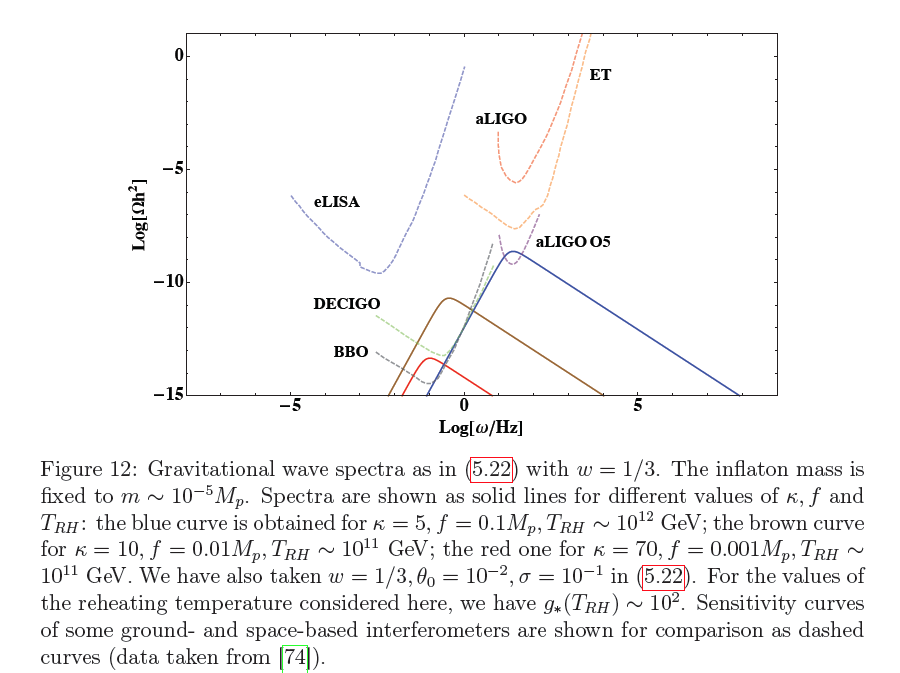 0
ET
aLIGO
−5
Log[Ωh²]
eLISA
aLIGO O5
−10
DECIGO
BBO
−15
−5
0
5
Log[ω/Hz]
Figure 12: Gravitational wave spectra as in (5.22) with w = 1/3. The inflaton mass is
fixed to m ∼ 10⁻⁵Mₚ. Spectra are shown as solid lines for different values of κ, f and
T_RH: the blue curve is obtained for κ = 5, f = 0.1Mₚ, T_RH ∼ 10¹² GeV; the brown curve
for κ = 10, f = 0.01Mₚ, T_RH ∼ 10¹¹ GeV; the red one for κ = 70, f = 0.001Mₚ, T_RH ∼
10¹¹ GeV. We have also taken w = 1/3, θ₀ = 10⁻², σ = 10⁻¹ in (5.22). For the values of
the reheating temperature considered here, we have g∗(T_RH) ∼ 10². Sensitivity curves
of some ground- and space-based interferometers are shown for comparison as dashed
curves (data taken from [74]).